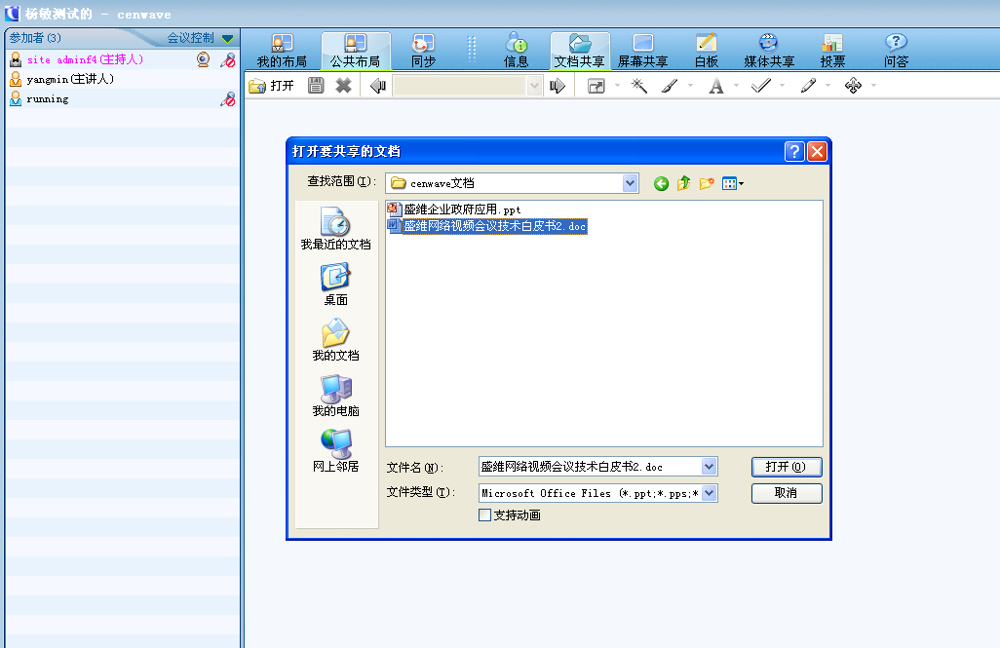 杨敏测试的 - cenwave
参加者(3) 会议控制
site adminf4(主持人)
yangmin(主讲人)
running
我的布局 公共布局 同步 信息 文档共享 屏幕共享 白板 媒体共享 投票 问答
打开
打开要共享的文档
查找范围(I): cenwave文档
盛维企业政府应用.ppt
盛维网络视频会议技术白皮书2.doc
我最近的文档
桌面
我的文档
我的电脑
网上邻居
文件名(N): 盛维网络视频会议技术白皮书2.doc 打开(O)
文件类型(T): Microsoft Office Files (*.ppt;*.pps;* 取消
支持动画